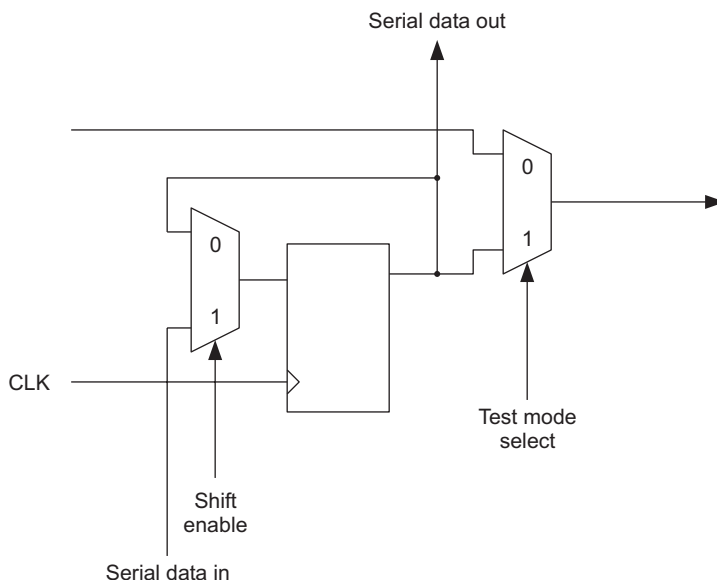 Serial data out
0
1
0
1
CLK
Test mode
select
Shift
enable
Serial data in